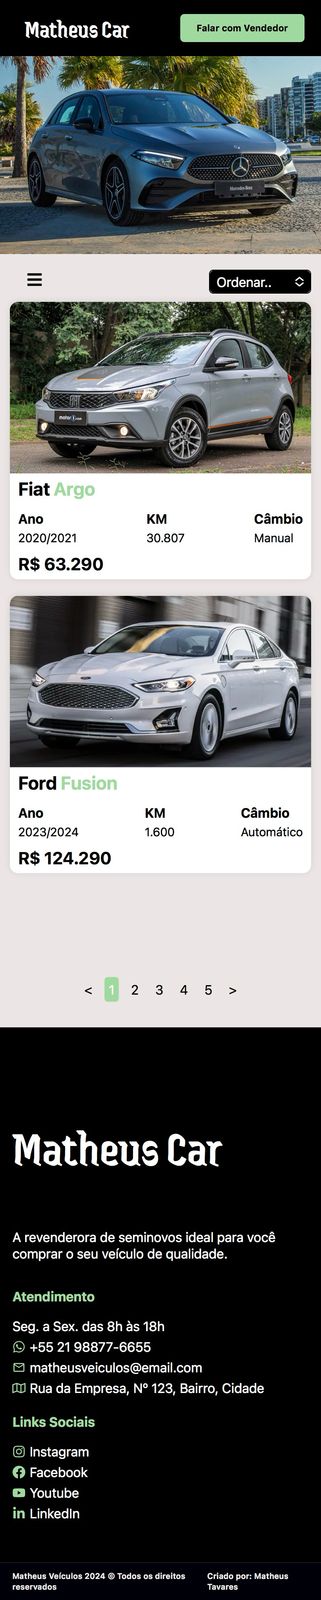 Matheus Car
Falar com Vendedor
Mercedes-Benz
Ordenar..
motor1.com
Fiat Argo
Ano KM Câmbio
2020/2021 30.807 Manual
R$ 63.290
Ford Fusion
Ano KM Câmbio
2023/2024 1.600 Automático
R$ 124.290
< 1 2 3 4 5 >
Matheus Car
A revenderora de seminovos ideal para você
comprar o seu veículo de qualidade.
Atendimento
Seg. a Sex. das 8h às 18h
+55 21 98877-6655
matheusveiculos@email.com
Rua da Empresa, Nº 123, Bairro, Cidade
Links Sociais
Instagram
Facebook
Youtube
LinkedIn
Matheus Veículos 2024 © Todos os direitos
reservados
Criado por: Matheus
Tavares